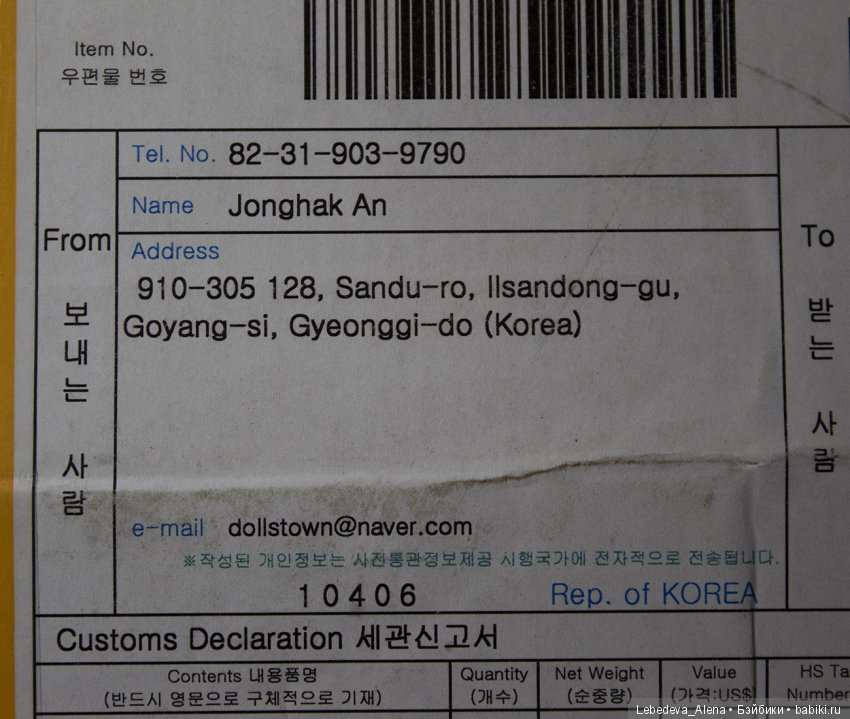 Item No.
우편물 번호
Tel. No. 82-31-903-9790
Name Jonghak An
From
보내는 사람
Address
910-305 128, Sandu-ro, Ilsandong-gu,
Goyang-si, Gyeonggi-do (Korea)
e-mail dollstown@naver.com
※작성된 개인정보는 사전통관정보제공 시행국가에 전자적으로 전송됩니다.
10406 Rep. of KOREA
To
받는 사람
Customs Declaration 세관신고서
Contents 내용품명 Quantity Net Weight Value HS Ta
(반드시 영문으로 구체적으로 기재) (개수) (순중량) (가격:US$) Number
Lebedeva_Alena • Бэйбики • babiki.ru